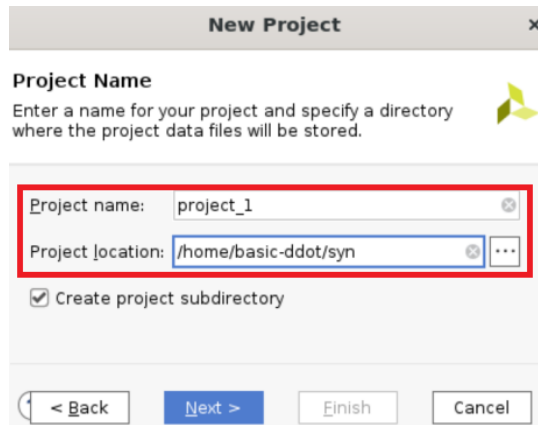 New Project
Project Name
Enter a name for your project and specify a directory
where the project data files will be stored.
Project name: project_1
Project location: /home/basic-ddot/syn
Create project subdirectory
< Back Next > Finish Cancel